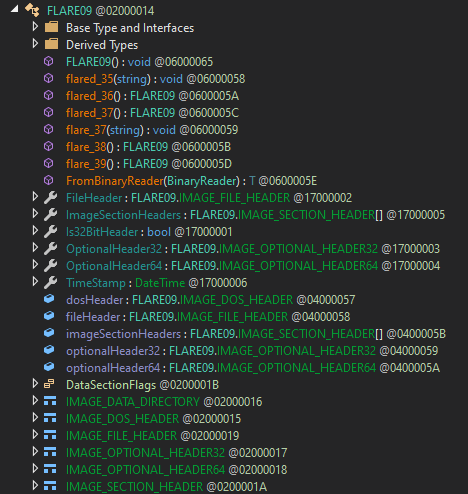 FLARE09 @02000014
Base Type and Interfaces
Derived Types
FLARE09() : void @06000065
flared_35(string) : void @06000058
flared_36() : FLARE09 @0600005A
flared_37() : FLARE09 @0600005C
flare_37(string) : void @06000059
flare_38() : FLARE09 @0600005B
flare_39() : FLARE09 @0600005D
FromBinaryReader(BinaryReader) : T @0600005E
FileHeader : FLARE09.IMAGE_FILE_HEADER @17000002
ImageSectionHeaders : FLARE09.IMAGE_SECTION_HEADER[] @17000005
Is32BitHeader : bool @17000001
OptionalHeader32 : FLARE09.IMAGE_OPTIONAL_HEADER32 @17000003
OptionalHeader64 : FLARE09.IMAGE_OPTIONAL_HEADER64 @17000004
TimeStamp : DateTime @17000006
dosHeader : FLARE09.IMAGE_DOS_HEADER @04000057
fileHeader : FLARE09.IMAGE_FILE_HEADER @04000058
imageSectionHeaders : FLARE09.IMAGE_SECTION_HEADER[] @0400005B
optionalHeader32 : FLARE09.IMAGE_OPTIONAL_HEADER32 @04000059
optionalHeader64 : FLARE09.IMAGE_OPTIONAL_HEADER64 @0400005A
DataSectionFlags @0200001B
IMAGE_DATA_DIRECTORY @02000016
IMAGE_DOS_HEADER @02000015
IMAGE_FILE_HEADER @02000019
IMAGE_OPTIONAL_HEADER32 @02000017
IMAGE_OPTIONAL_HEADER64 @02000018
IMAGE_SECTION_HEADER @0200001A